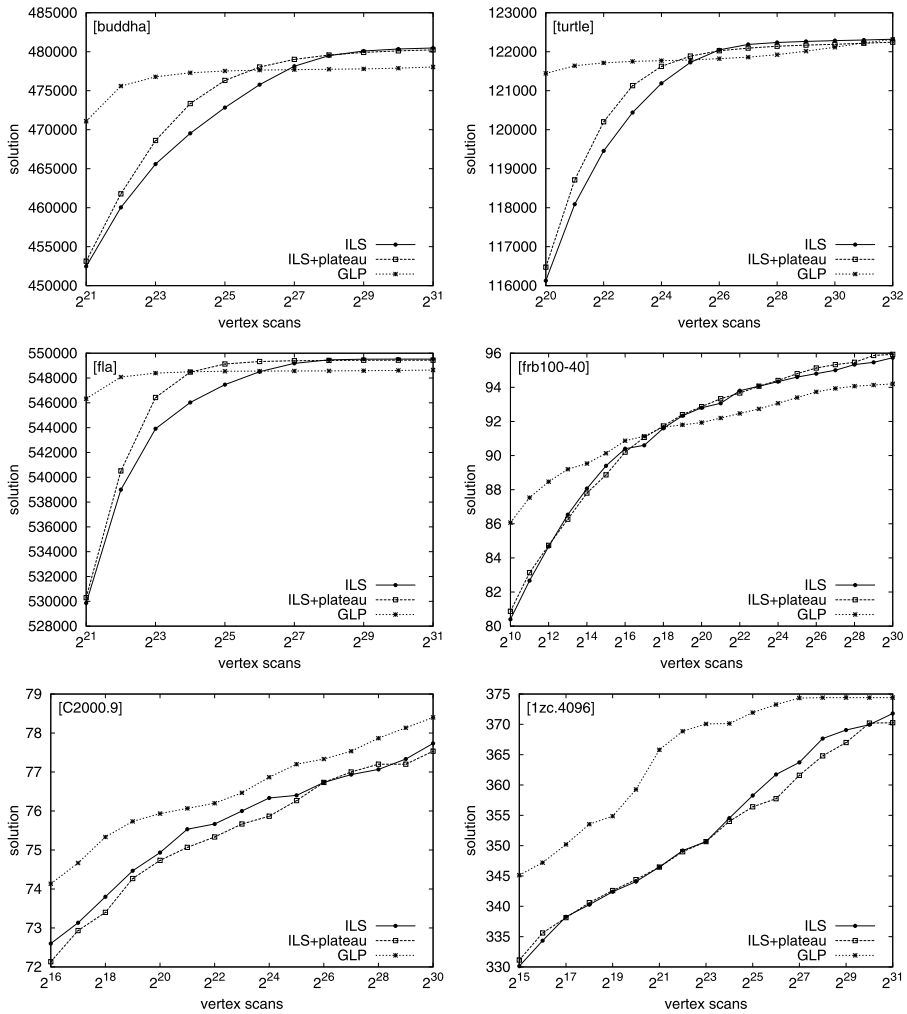 [buddha]
solution
485000
480000
475000
470000
465000
460000
455000
450000
2^21 2^23 2^25 2^27 2^29 2^31
vertex scans
ILS
ILS+plateau
GLP
[turtle]
solution
123000
122000
121000
120000
119000
118000
117000
116000
2^20 2^22 2^24 2^26 2^28 2^30 2^32
vertex scans
ILS
ILS+plateau
GLP
[fla]
solution
550000
548000
546000
544000
542000
540000
538000
536000
534000
532000
530000
528000
2^21 2^23 2^25 2^27 2^29 2^31
vertex scans
ILS
ILS+plateau
GLP
[frb100-40]
solution
96
94
92
90
88
86
84
82
80
2^10 2^12 2^14 2^16 2^18 2^20 2^22 2^24 2^26 2^28 2^30
vertex scans
ILS
ILS+plateau
GLP
[C2000.9]
solution
79
78
77
76
75
74
73
72
2^16 2^18 2^20 2^22 2^24 2^26 2^28 2^30
vertex scans
ILS
ILS+plateau
GLP
[1zc.4096]
solution
375
370
365
360
355
350
345
340
335
330
2^15 2^17 2^19 2^21 2^23 2^25 2^27 2^29 2^31
vertex scans
ILS
ILS+plateau
GLP